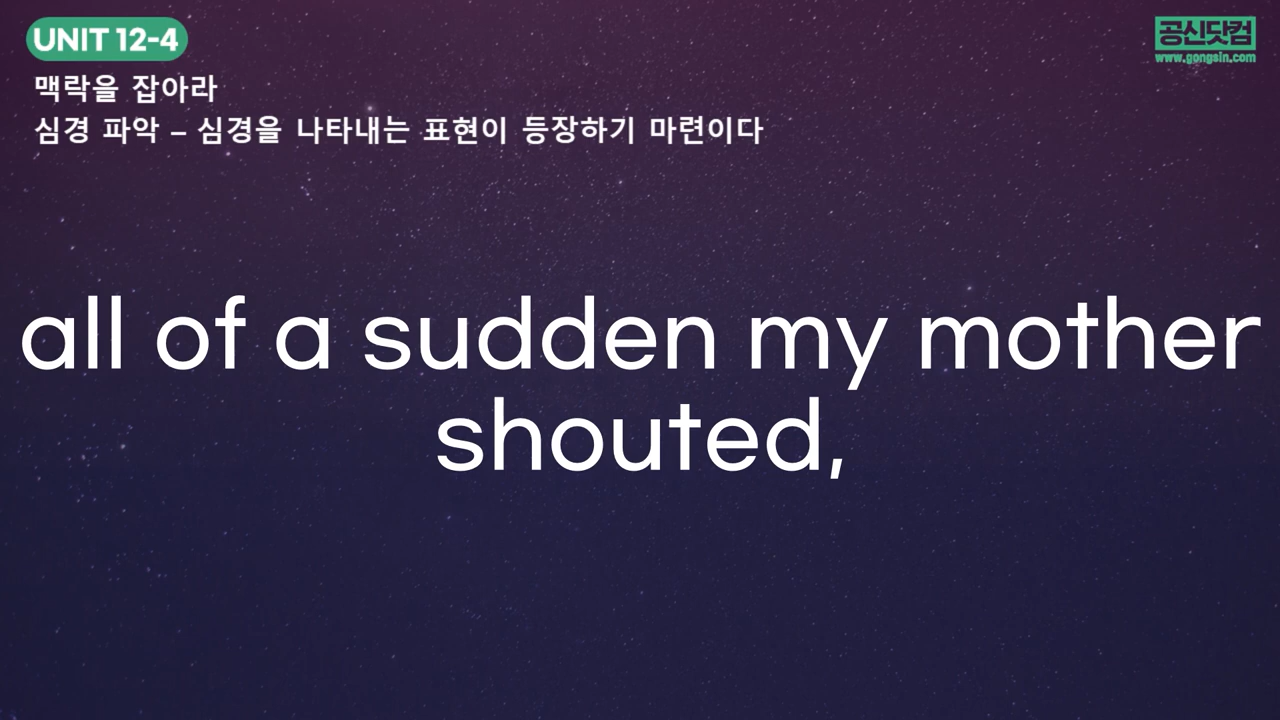 UNIT 12-4
공신닷컴
www.gongsin.com
맥락을 잡아라
심경 파악 – 심경을 나타내는 표현이 등장하기 마련이다
all of a sudden my mother
shouted,